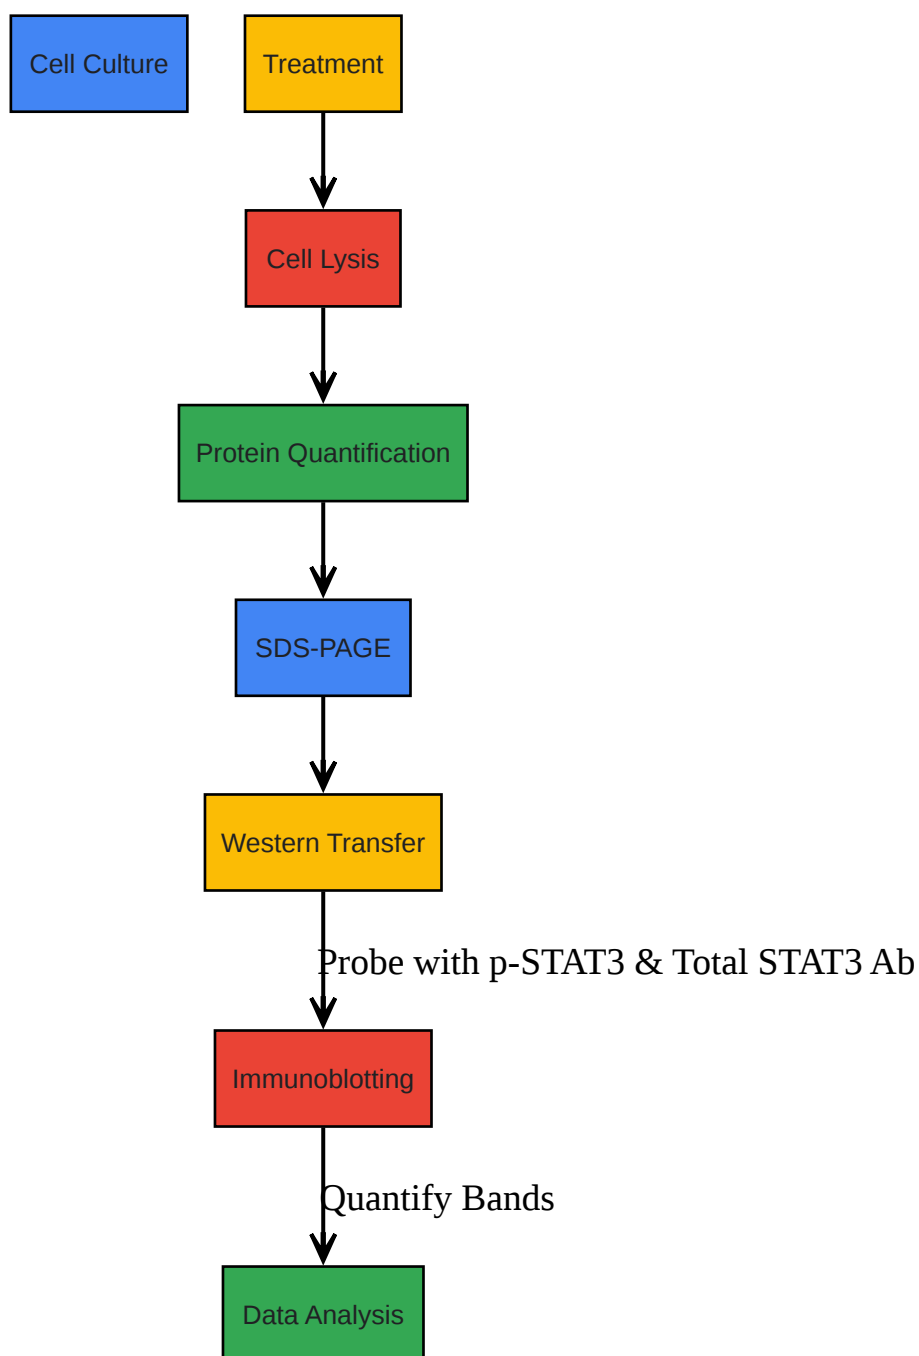 Cell Culture
Treatment
Cell Lysis
Protein Quantification
SDS-PAGE
Western Transfer
Probe with p-STAT3 & Total STAT3 Ab
Immunoblotting
Quantify Bands
Data Analysis